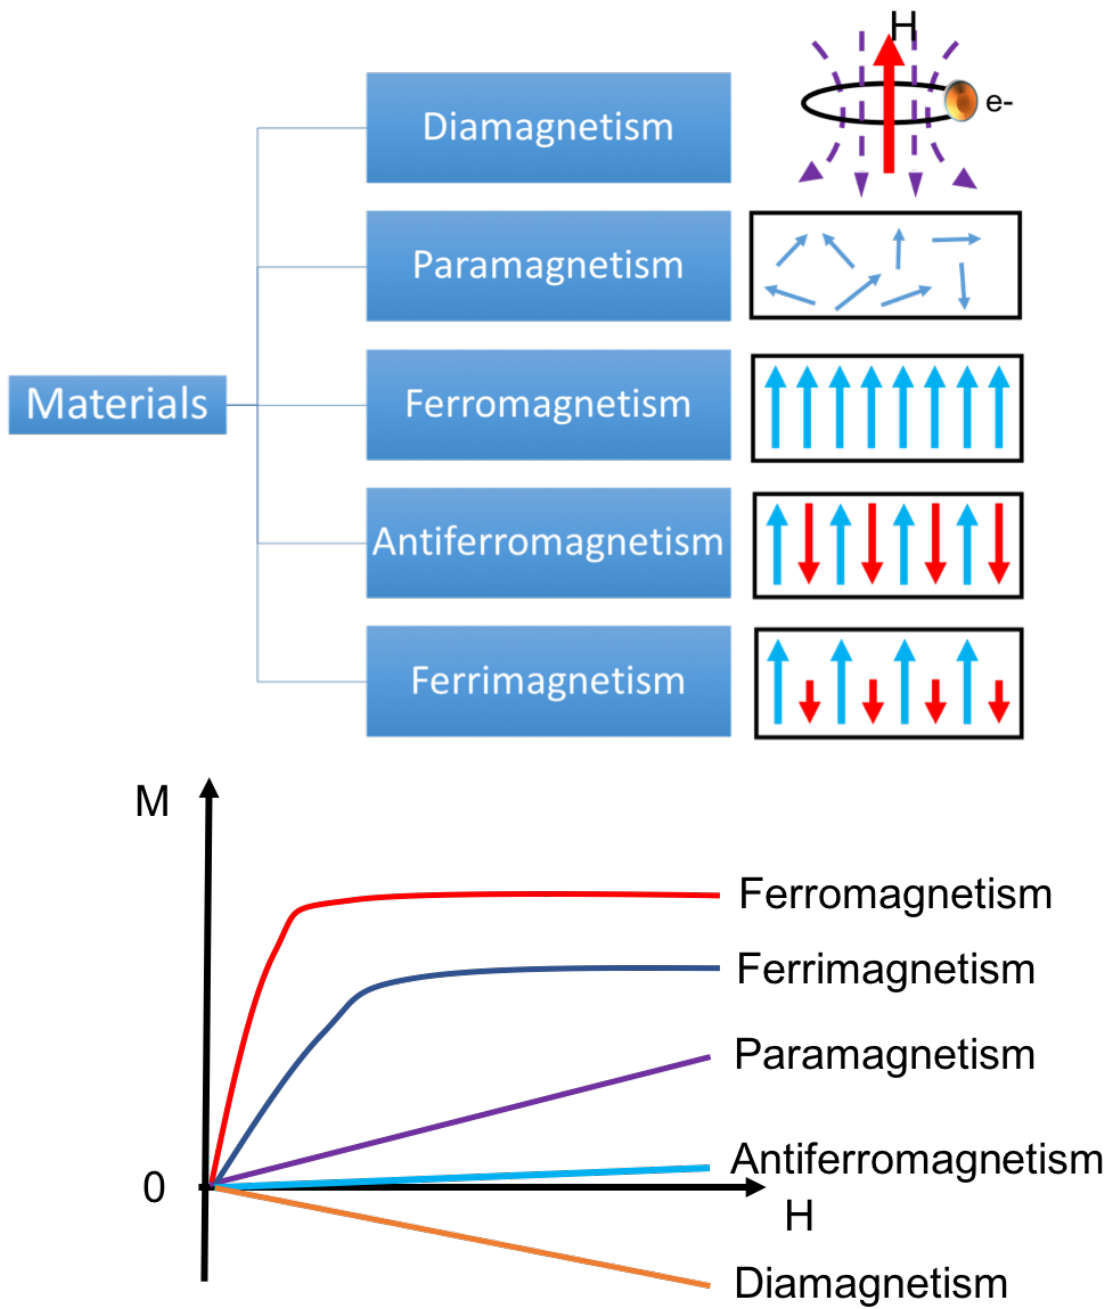 H
e-
Diamagnetism
Paramagnetism
Materials
Ferromagnetism
Antiferromagnetism
Ferrimagnetism
M
Ferromagnetism
Ferrimagnetism
Paramagnetism
Antiferromagnetism
0
H
Diamagnetism